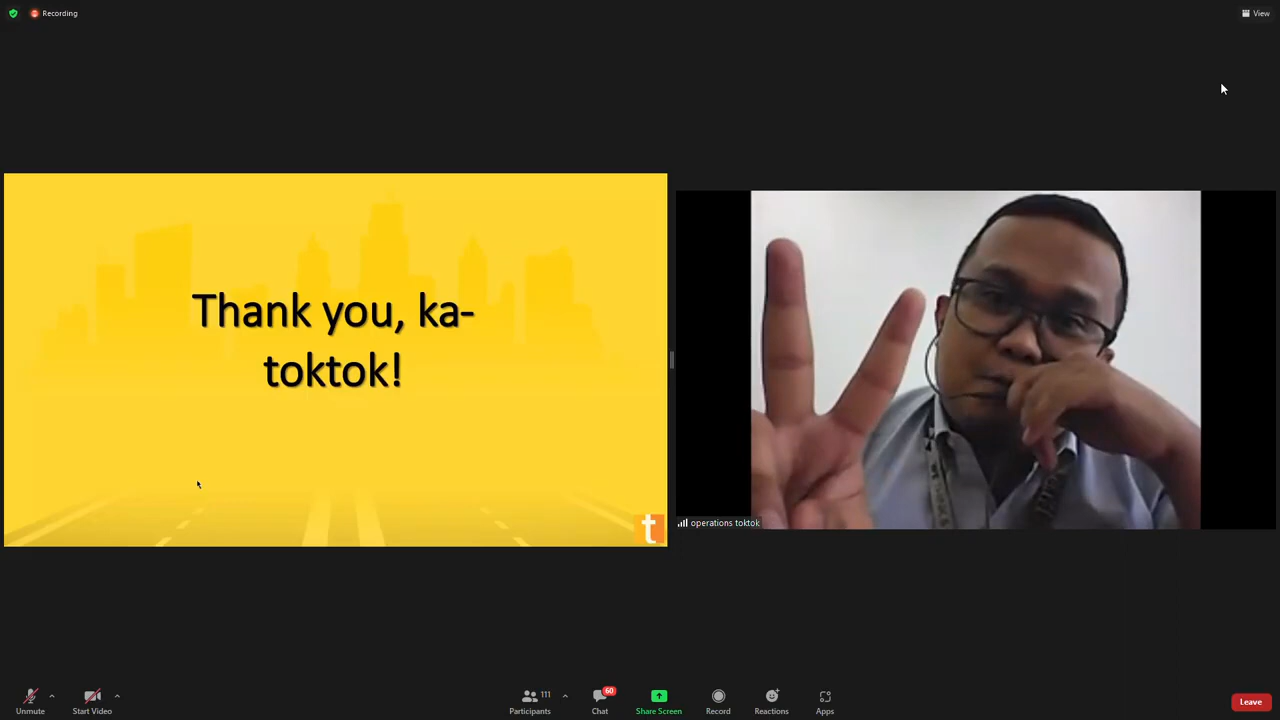 Recording
View
Thank you, ka-
toktok!
t
operations toktok
Unmute
Start Video
111
Participants
60
Chat
Share Screen
Record
Reactions
Apps
Leave